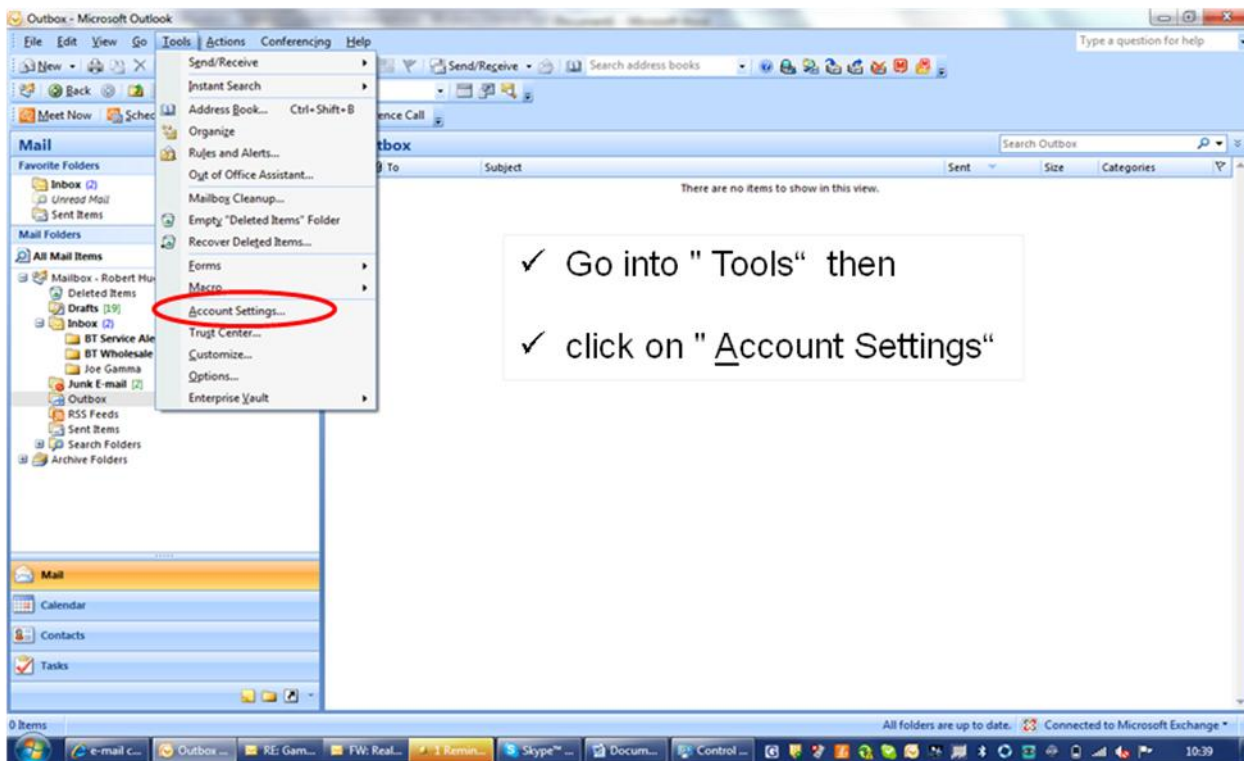 Outbox - Microsoft Outlook
File Edit View Go Tools Actions Conferencing Help
Type a question for help
New Send/Receive Search address books
Back
Meet Now Sched ence Call
Send/Receive
Instant Search
Address Book... Ctrl+Shift+B
Organize
Rules and Alerts...
Out of Office Assistant...
Mailbox Cleanup...
Empty "Deleted Items" Folder
Recover Deleted Items...
Forms
Macro
Account Settings...
Trust Center...
Customize...
Options...
Enterprise Vault
Mail
Favorite Folders
Inbox (2)
Unread Mail
Sent Items
Mail Folders
All Mail Items
Mailbox - Robert Hu
Deleted Items
Drafts [19]
Inbox (2)
BT Service Ale
BT Wholesale
Joe Gamma
Junk E-mail [2]
Outbox
RSS Feeds
Sent Items
Search Folders
Archive Folders
Mail
Calendar
Contacts
Tasks
tbox
Search Outbox
To Subject Sent Size Categories
There are no items to show in this view.
✓ Go into " Tools“ then
✓ click on " Account Settings“
0 Items
All folders are up to date. Connected to Microsoft Exchange
e-mail c... Outbox ... RE: Gam... FW: Real... 1 Remin... Skype™ ... Docum... Control ... 10:39